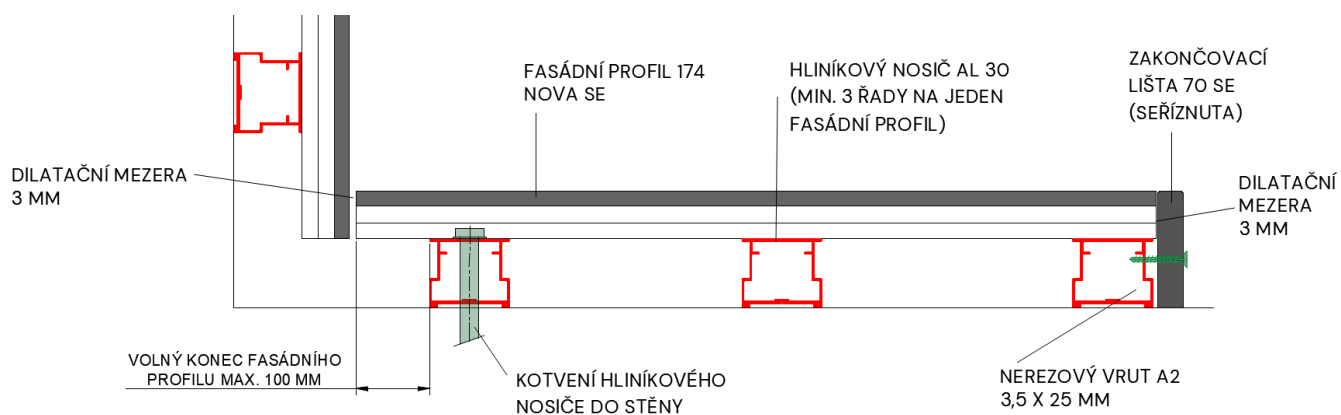 FASÁDNÍ PROFIL 174
NOVA SE
HLINÍKOVÝ NOSIČ AL 30
(MIN. 3 ŘADY NA JEDEN
FASÁDNÍ PROFIL)
ZAKONČOVACÍ
LIŠTA 70 SE
(SEŘÍZNUTA)
DILATAČNÍ MEZERA
3 MM
DILATAČNÍ
MEZERA
3 MM
VOLNÝ KONEC FASÁDNÍHO
PROFILU MAX. 100 MM
KOTVENÍ HLINÍKOVÉHO
NOSIČE DO STĚNY
NEREZOVÝ VRUT A2
3,5 X 25 MM